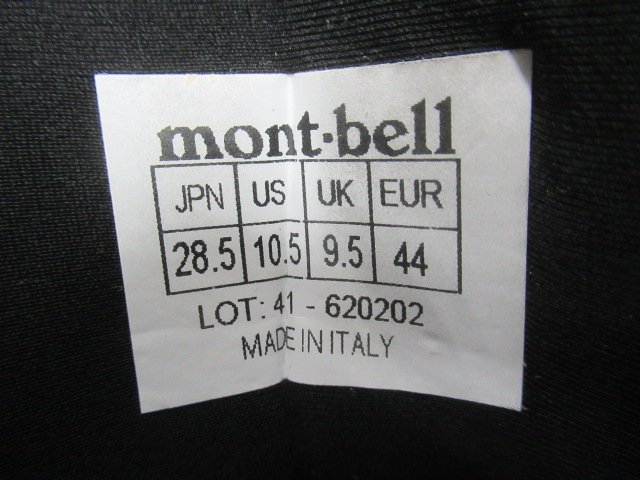 mont·bell
JPN US UK EUR
28.5 10.5 9.5 44
LOT: 41 - 620202
MADE IN ITALY